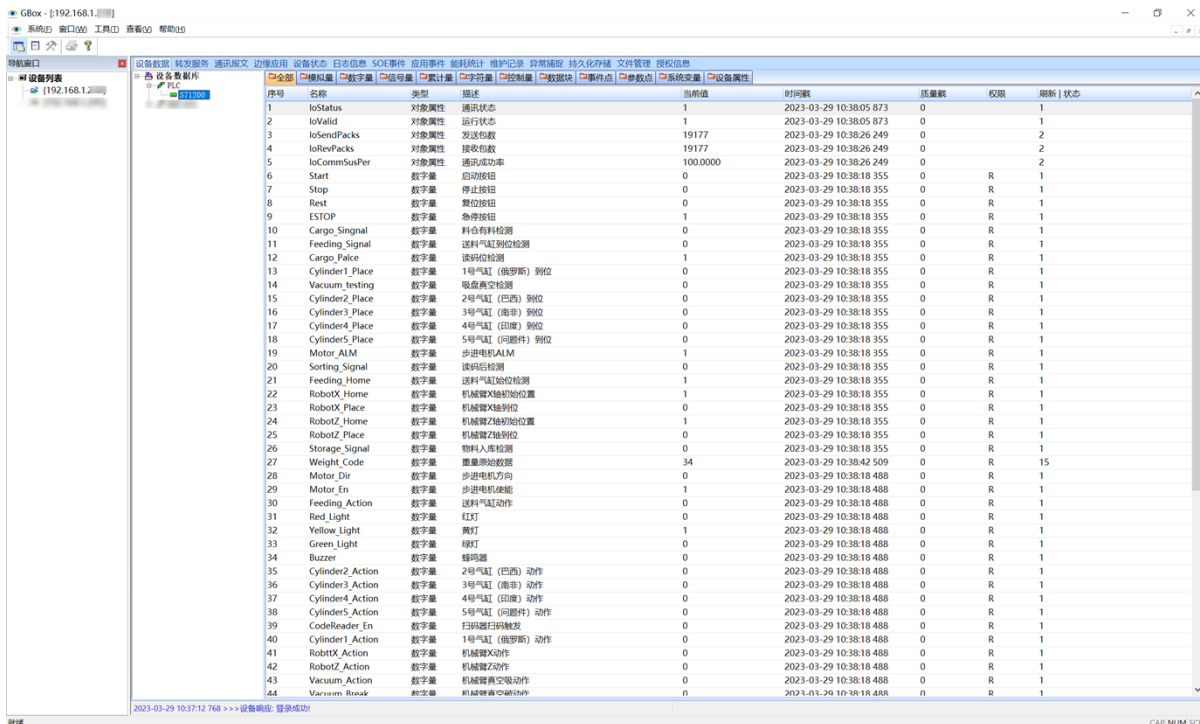 GBox - [:192.168.1.
系统(F) 窗口(W) 工具(T) 查看(V) 帮助(H)
导航窗口
设备列表
[192.168.1.2
设备数据 转发服务 通讯报文 边缘应用 设备状态 日志信息 SOE事件 应用事件 能耗统计 维护记录 异常捕捉 持久化存储 文件管理 授权信息
设备数据库
PLC
S71200
全部 模拟量 数字量 信号量 累计量 字符量 控制量 数据块 事件点 参数点 系统变量 设备属性
序号 名称 类型 描述 当前值 时间戳 质量戳 权限 刷新 | 状态
1 IoStatus 对象属性 通讯状态 1 2023-03-29 10:38:05 873 0 1
2 IoValid 对象属性 运行状态 1 2023-03-29 10:38:05 873 0 1
3 IoSendPacks 对象属性 发送包数 19177 2023-03-29 10:38:26 249 0 2
4 IoRevPacks 对象属性 接收包数 19177 2023-03-29 10:38:26 249 0 2
5 IoCommSusPer 对象属性 通讯成功率 100.0000 2023-03-29 10:38:26 249 0 2
6 Start 数字量 启动按钮 0 2023-03-29 10:38:18 355 0 R 1
7 Stop 数字量 停止按钮 0 2023-03-29 10:38:18 355 0 R 1
8 Rest 数字量 复位按钮 0 2023-03-29 10:38:18 355 0 R 1
9 ESTOP 数字量 急停按钮 1 2023-03-29 10:38:18 355 0 R 1
10 Cargo_Singnal 数字量 料仓有料检测 0 2023-03-29 10:38:18 355 0 R 1
11 Feeding_Signal 数字量 送料气缸到位检测 0 2023-03-29 10:38:18 355 0 R 1
12 Cargo_Palce 数字量 读码位检测 1 2023-03-29 10:38:18 355 0 R 1
13 Cylinder1_Place 数字量 1号气缸（俄罗斯）到位 0 2023-03-29 10:38:18 355 0 R 1
14 Vacuum_testing 数字量 吸盘真空检测 0 2023-03-29 10:38:18 355 0 R 1
15 Cylinder2_Place 数字量 2号气缸（巴西）到位 0 2023-03-29 10:38:18 355 0 R 1
16 Cylinder3_Place 数字量 3号气缸（南非）到位 0 2023-03-29 10:38:18 355 0 R 1
17 Cylinder4_Place 数字量 4号气缸（印度）到位 0 2023-03-29 10:38:18 355 0 R 1
18 Cylinder5_Place 数字量 5号气缸（问题件）到位 0 2023-03-29 10:38:18 355 0 R 1
19 Motor_ALM 数字量 步进电机ALM 1 2023-03-29 10:38:18 355 0 R 1
20 Sorting_Signal 数字量 读码后检测 0 2023-03-29 10:38:18 355 0 R 1
21 Feeding_Home 数字量 送料气缸始位检测 1 2023-03-29 10:38:18 355 0 R 1
22 RobotX_Home 数字量 机械臂X轴初始位置 1 2023-03-29 10:38:18 355 0 R 1
23 RobotX_Place 数字量 机械臂X轴到位 0 2023-03-29 10:38:18 355 0 R 1
24 RobotZ_Home 数字量 机械臂Z轴初始位置 1 2023-03-29 10:38:18 355 0 R 1
25 RobotZ_Place 数字量 机械臂Z轴到位 0 2023-03-29 10:38:18 355 0 R 1
26 Storage_Signal 数字量 物料入库检测 0 2023-03-29 10:38:18 355 0 R 1
27 Weight_Code 数字量 重量原始数据 34 2023-03-29 10:38:42 509 0 R 15
28 Motor_Dir 数字量 步进电机方向 0 2023-03-29 10:38:18 488 0 R 1
29 Motor_En 数字量 步进电机使能 1 2023-03-29 10:38:18 488 0 R 1
30 Feeding_Action 数字量 送料气缸动作 0 2023-03-29 10:38:18 488 0 R 1
31 Red_Light 数字量 红灯 0 2023-03-29 10:38:18 488 0 R 1
32 Yellow_Light 数字量 黄灯 1 2023-03-29 10:38:18 488 0 R 1
33 Green_Light 数字量 绿灯 0 2023-03-29 10:38:18 488 0 R 1
34 Buzzer 数字量 蜂鸣器 0 2023-03-29 10:38:18 488 0 R 1
35 Cylinder2_Action 数字量 2号气缸（巴西）动作 0 2023-03-29 10:38:18 488 0 R 1
36 Cylinder3_Action 数字量 3号气缸（南非）动作 0 2023-03-29 10:38:18 488 0 R 1
37 Cylinder4_Action 数字量 4号气缸（印度）动作 0 2023-03-29 10:38:18 488 0 R 1
38 Cylinder5_Action 数字量 5号气缸（问题件）动作 0 2023-03-29 10:38:18 488 0 R 1
39 CodeReader_En 数字量 扫码器扫码触发 0 2023-03-29 10:38:18 488 0 R 1
40 Cylinder1_Action 数字量 1号气缸（俄罗斯）动作 0 2023-03-29 10:38:18 488 0 R 1
41 RobttX_Action 数字量 机械臂X动作 0 2023-03-29 10:38:18 488 0 R 1
42 RobotZ_Action 数字量 机械臂Z动作 0 2023-03-29 10:38:18 488 0 R 1
43 Vacuum_Action 数字量 机械臂真空吸动作 0 2023-03-29 10:38:18 488 0 R 1
44 Vacuum_Break 数字量 机械臂真空破动作 0 2023-03-29 10:38:18 488 0 R 1
2023-03-29 10:37:12 768 >>>设备响应: 登录成功!
就绪
CAP NUM SC